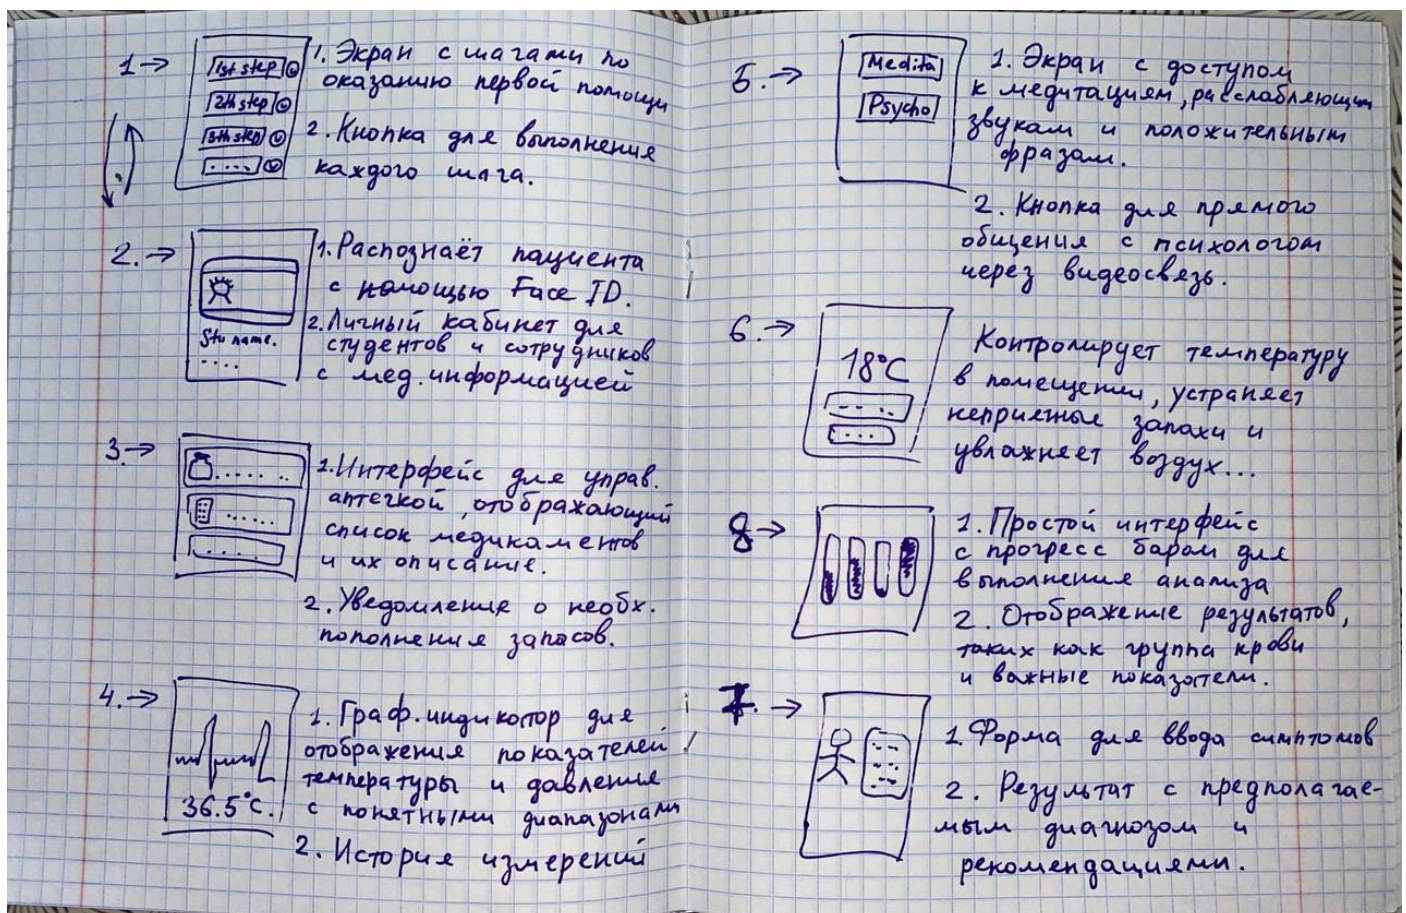 1→
1st step
2th step
3th step
....
1. Экран с шагами по
оказанию первой помощи
2. Кнопка для выполнения
каждого шага.
2.→
Stu name.
....
1. Распознаёт пациента
с помощью Face ID.
2. Личный кабинет для
студентов и сотрудников
с мед. информацией
3.→
1. Интерфейс для управ.
аптечкой, отображающий
список медикаментов
и их описание.
2. Уведомление о необх.
пополнения запасов.
4.→
36.5°C.
1. Граф. индикатор для
отображения показателей
температуры и давления
с понятными диапазонами
2. История измерений
5.→
Medita
Psycho
1. Экран с доступом
к медитациям, расслабляющим
звукам и положительным
фразам.
2. Кнопка для прямого
общения с психологом
через видеосвязь.
6.→
18°C
Контролирует температуру
в помещении, устраняет
неприятные запахи и
увлажняет воздух...
8→
1. Простой интерфейс
с прогресс баром для
выполнения анализа
2. Отображение результатов,
таких как группа крови
и важные показатели.
7.→
1. Форма для ввода симптомов
2. Результат с предполагае-
мым диагнозом и
рекомендациями.